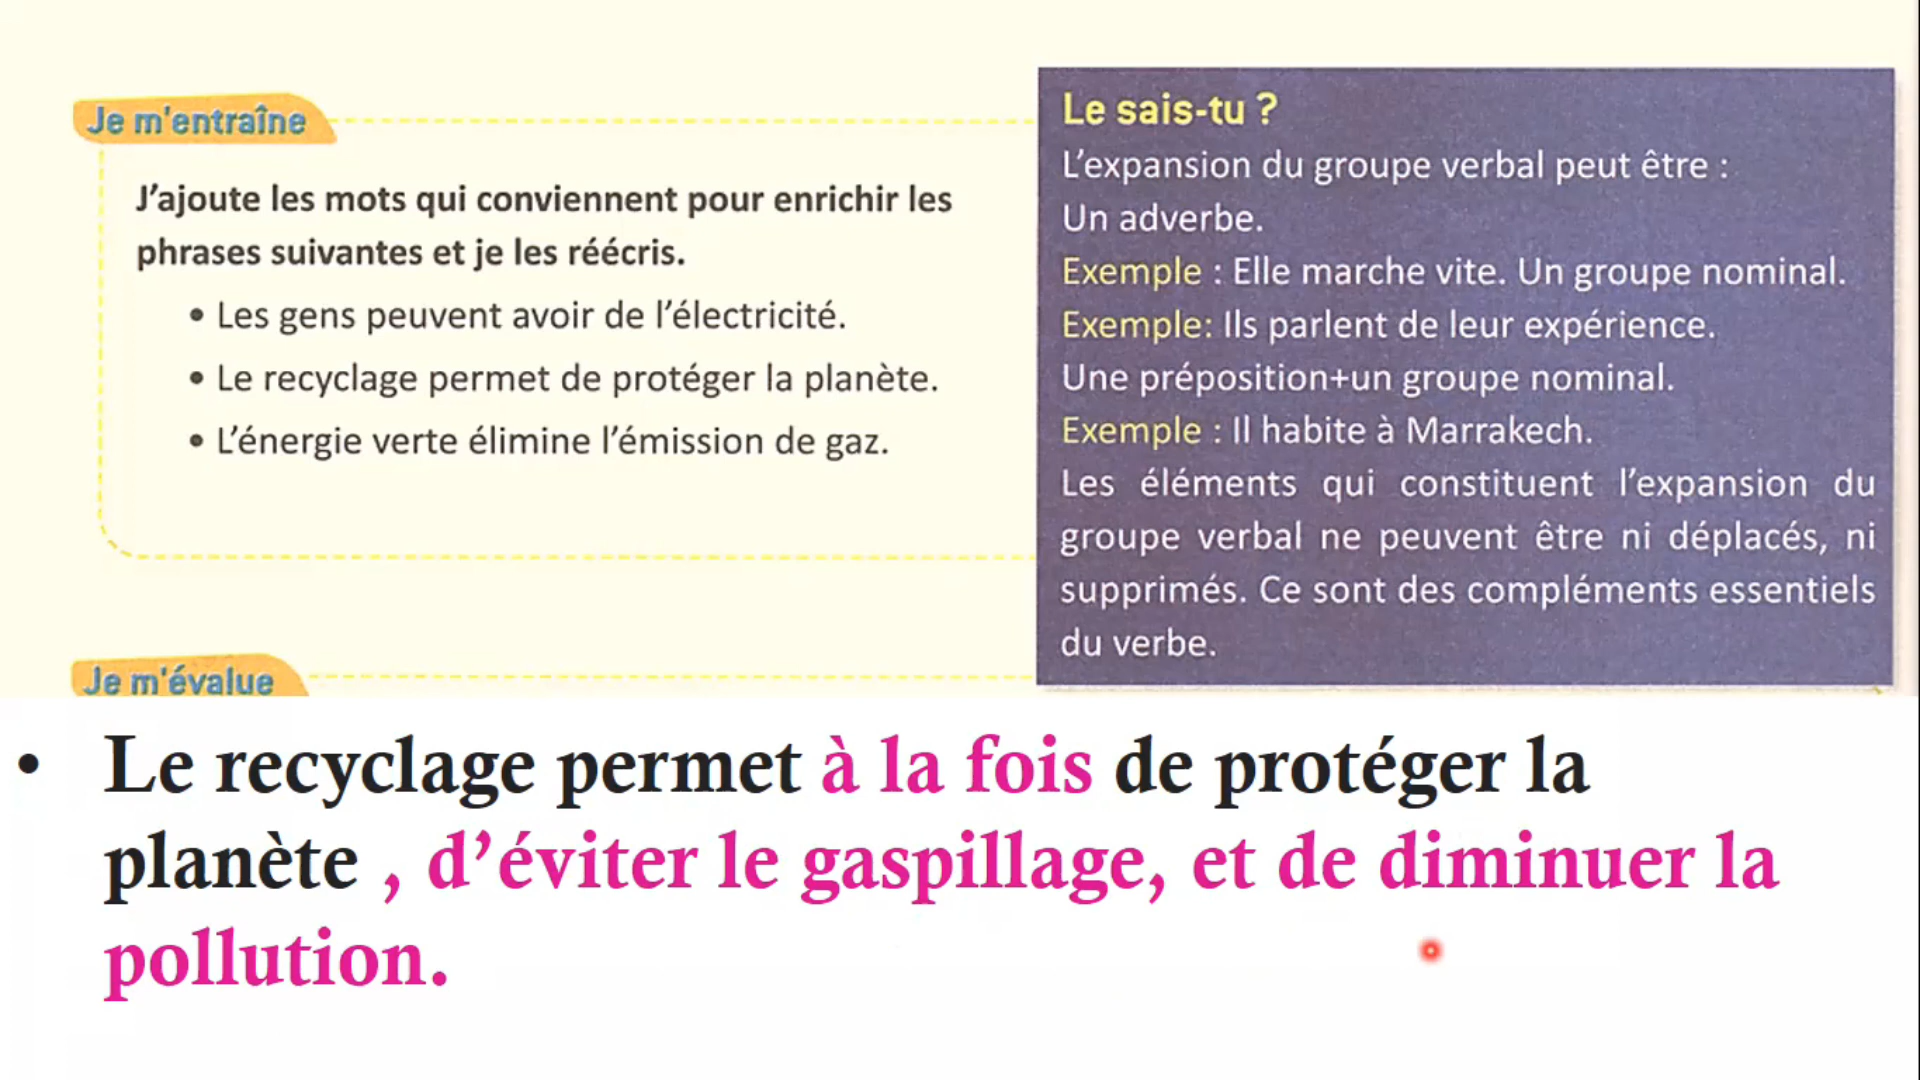 Je m'entraîne
J'ajoute les mots qui conviennent pour enrichir les
phrases suivantes et je les réécris.
• Les gens peuvent avoir de l'électricité.
• Le recyclage permet de protéger la planète.
• L'énergie verte élimine l'émission de gaz.
Le sais-tu ?
L'expansion du groupe verbal peut être :
Un adverbe.
Exemple : Elle marche vite. Un groupe nominal.
Exemple: Ils parlent de leur expérience.
Une préposition+un groupe nominal.
Exemple : Il habite à Marrakech.
Les éléments qui constituent l'expansion du
groupe verbal ne peuvent être ni déplacés, ni
supprimés. Ce sont des compléments essentiels
du verbe.
Je m'évalue
• Le recyclage permet à la fois de protéger la
planète , d'éviter le gaspillage, et de diminuer la
pollution.